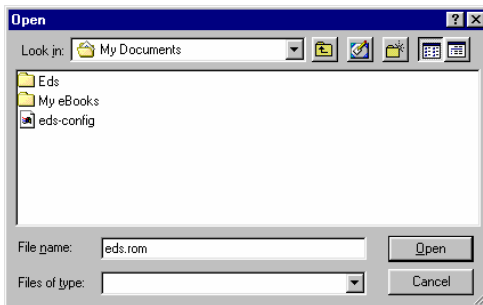 Open
Look in: My Documents
Eds
My eBooks
eds-config
File name: eds.rom Open
Files of type: Cancel